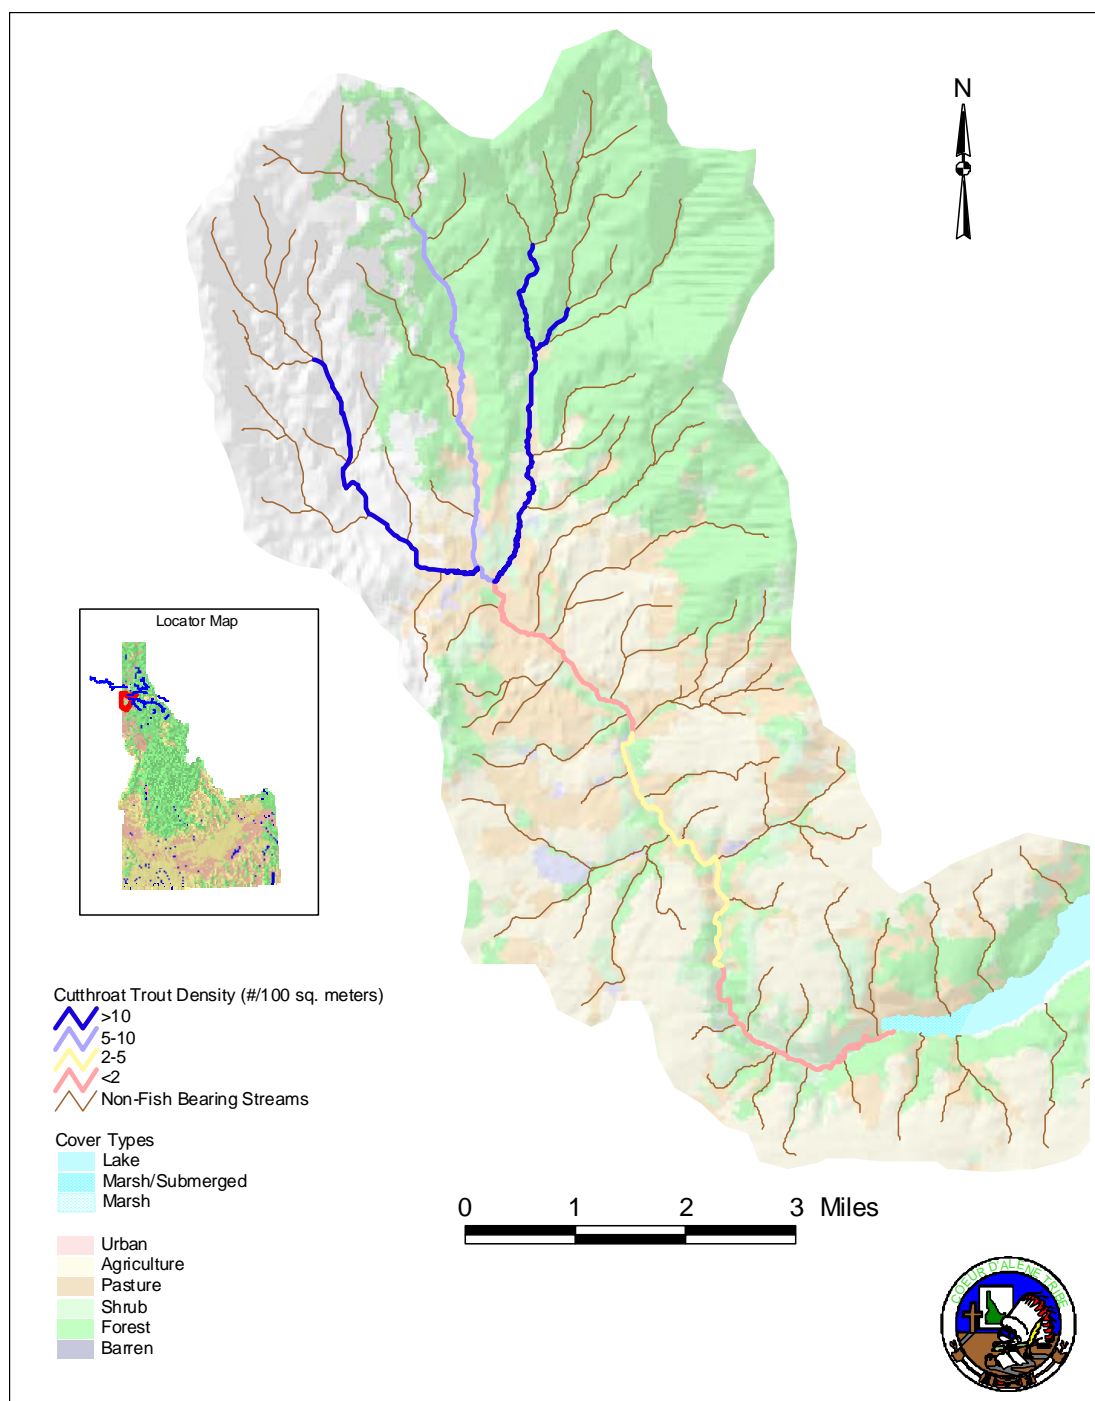 N
Locator Map
Cutthroat Trout Density (#/100 sq. meters)
>10
5-10
2-5
<2
Non-Fish Bearing Streams
Cover Types
Lake
Marsh/Submerged
Marsh
Urban
Agriculture
Pasture
Shrub
Forest
Barren
0 1 2 3 Miles
COEUR D'ALENE TRIBE